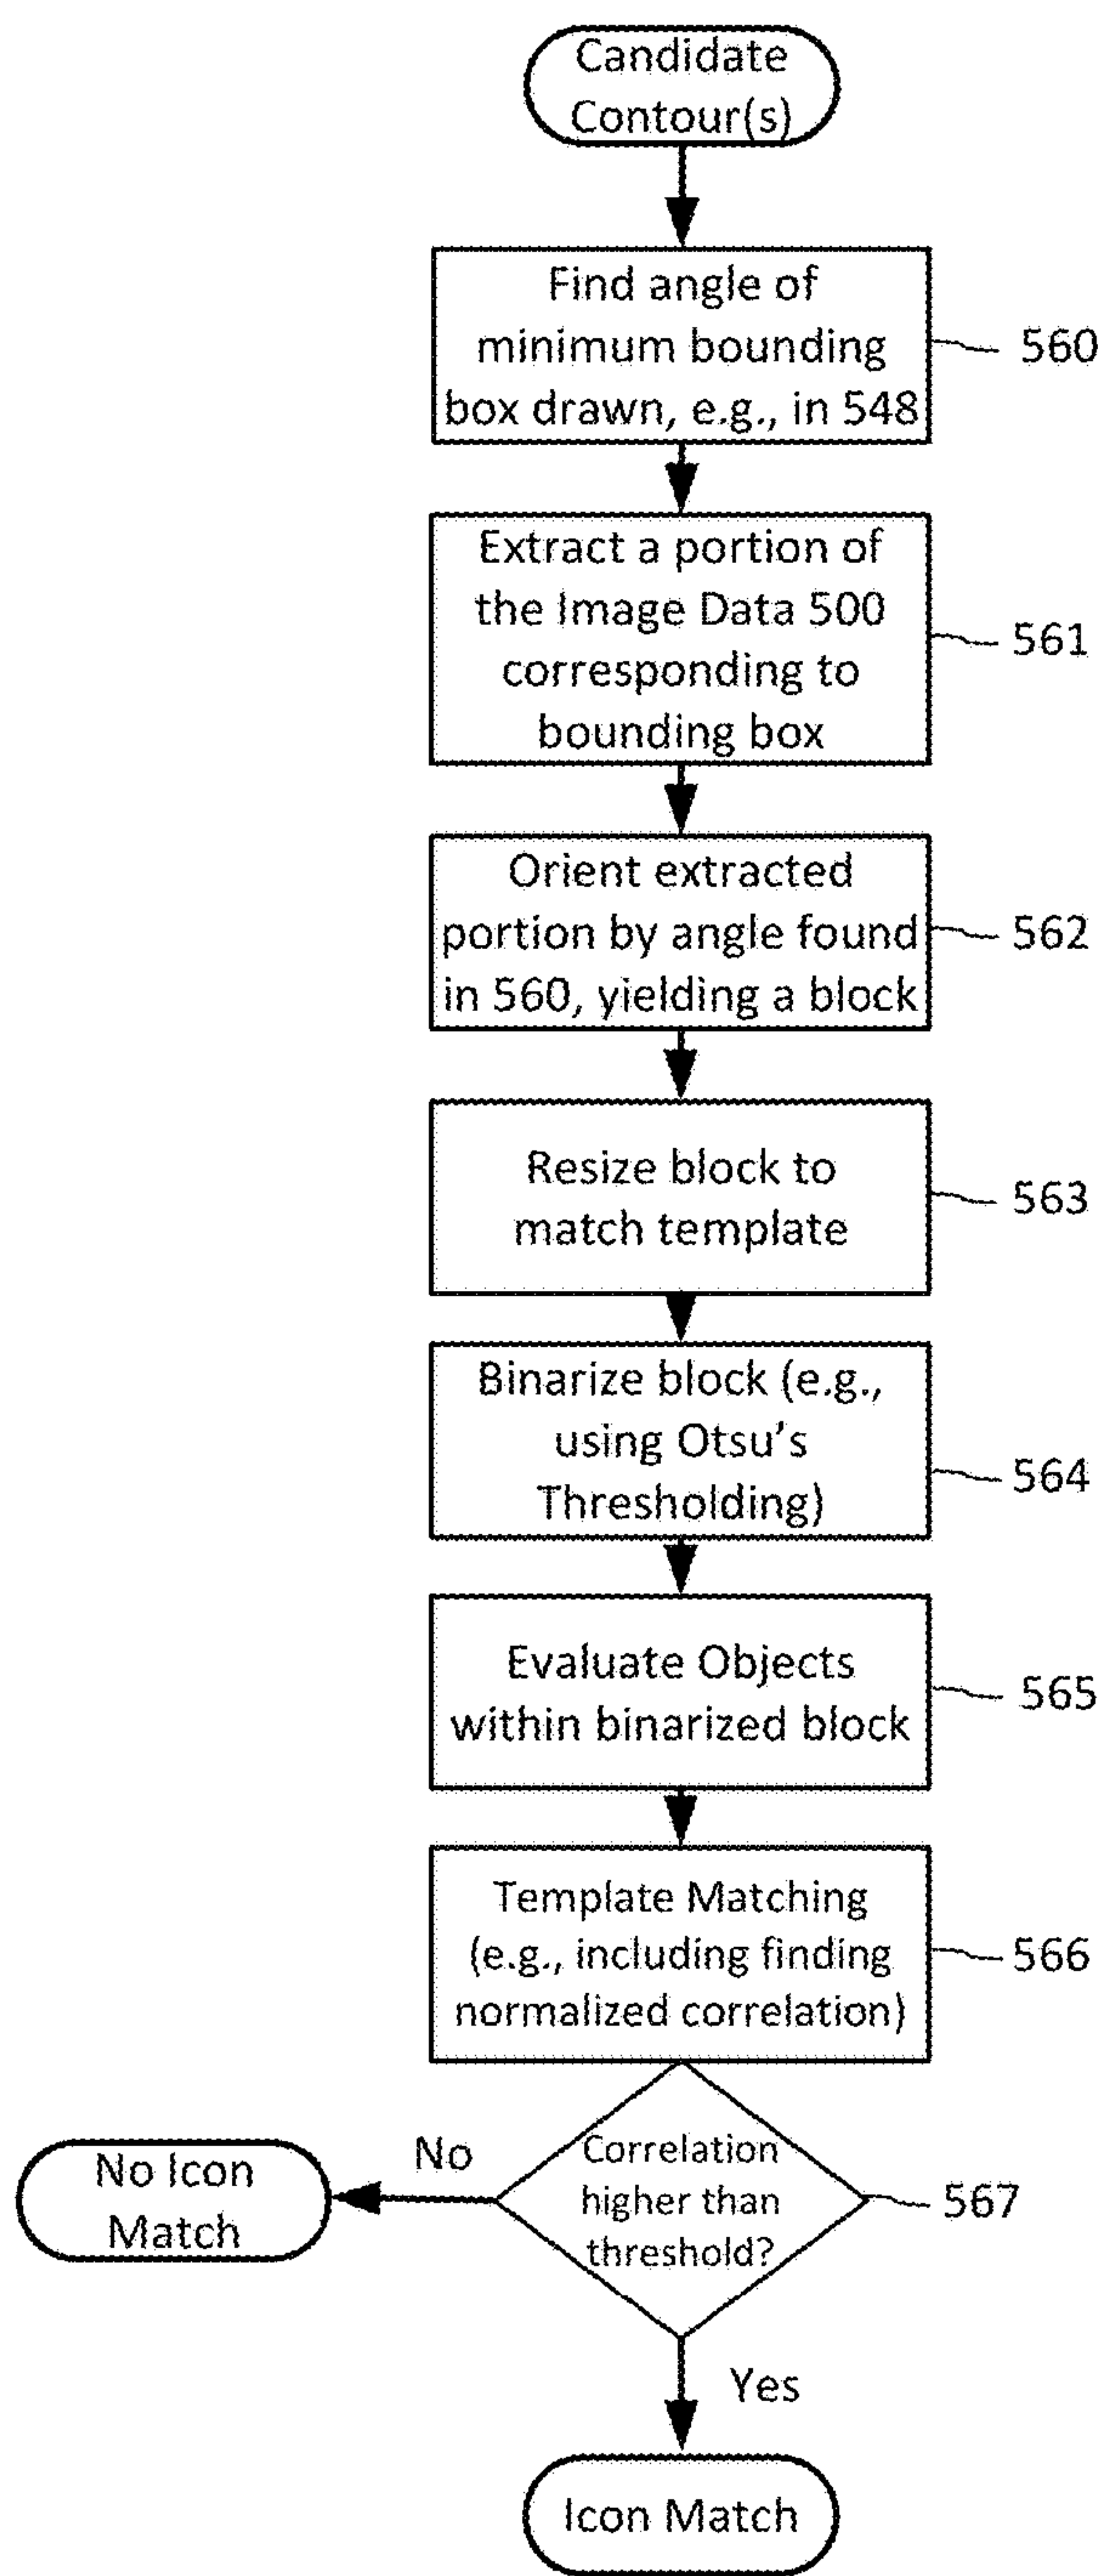 Candidate
Contour(s)
Find angle of
minimum bounding
box drawn, e.g., in 548
560
Extract a portion of
the Image Data 500
corresponding to
bounding box
561
Orient extracted
portion by angle found
in 560, yielding a block
562
Resize block to
match template
563
Binarize block (e.g.,
using Otsu's
Thresholding)
564
Evaluate Objects
within binarized block
565
Template Matching
(e.g., including finding
normalized correlation)
566
Correlation
higher than
threshold?
567
No
No Icon
Match
Yes
Icon Match